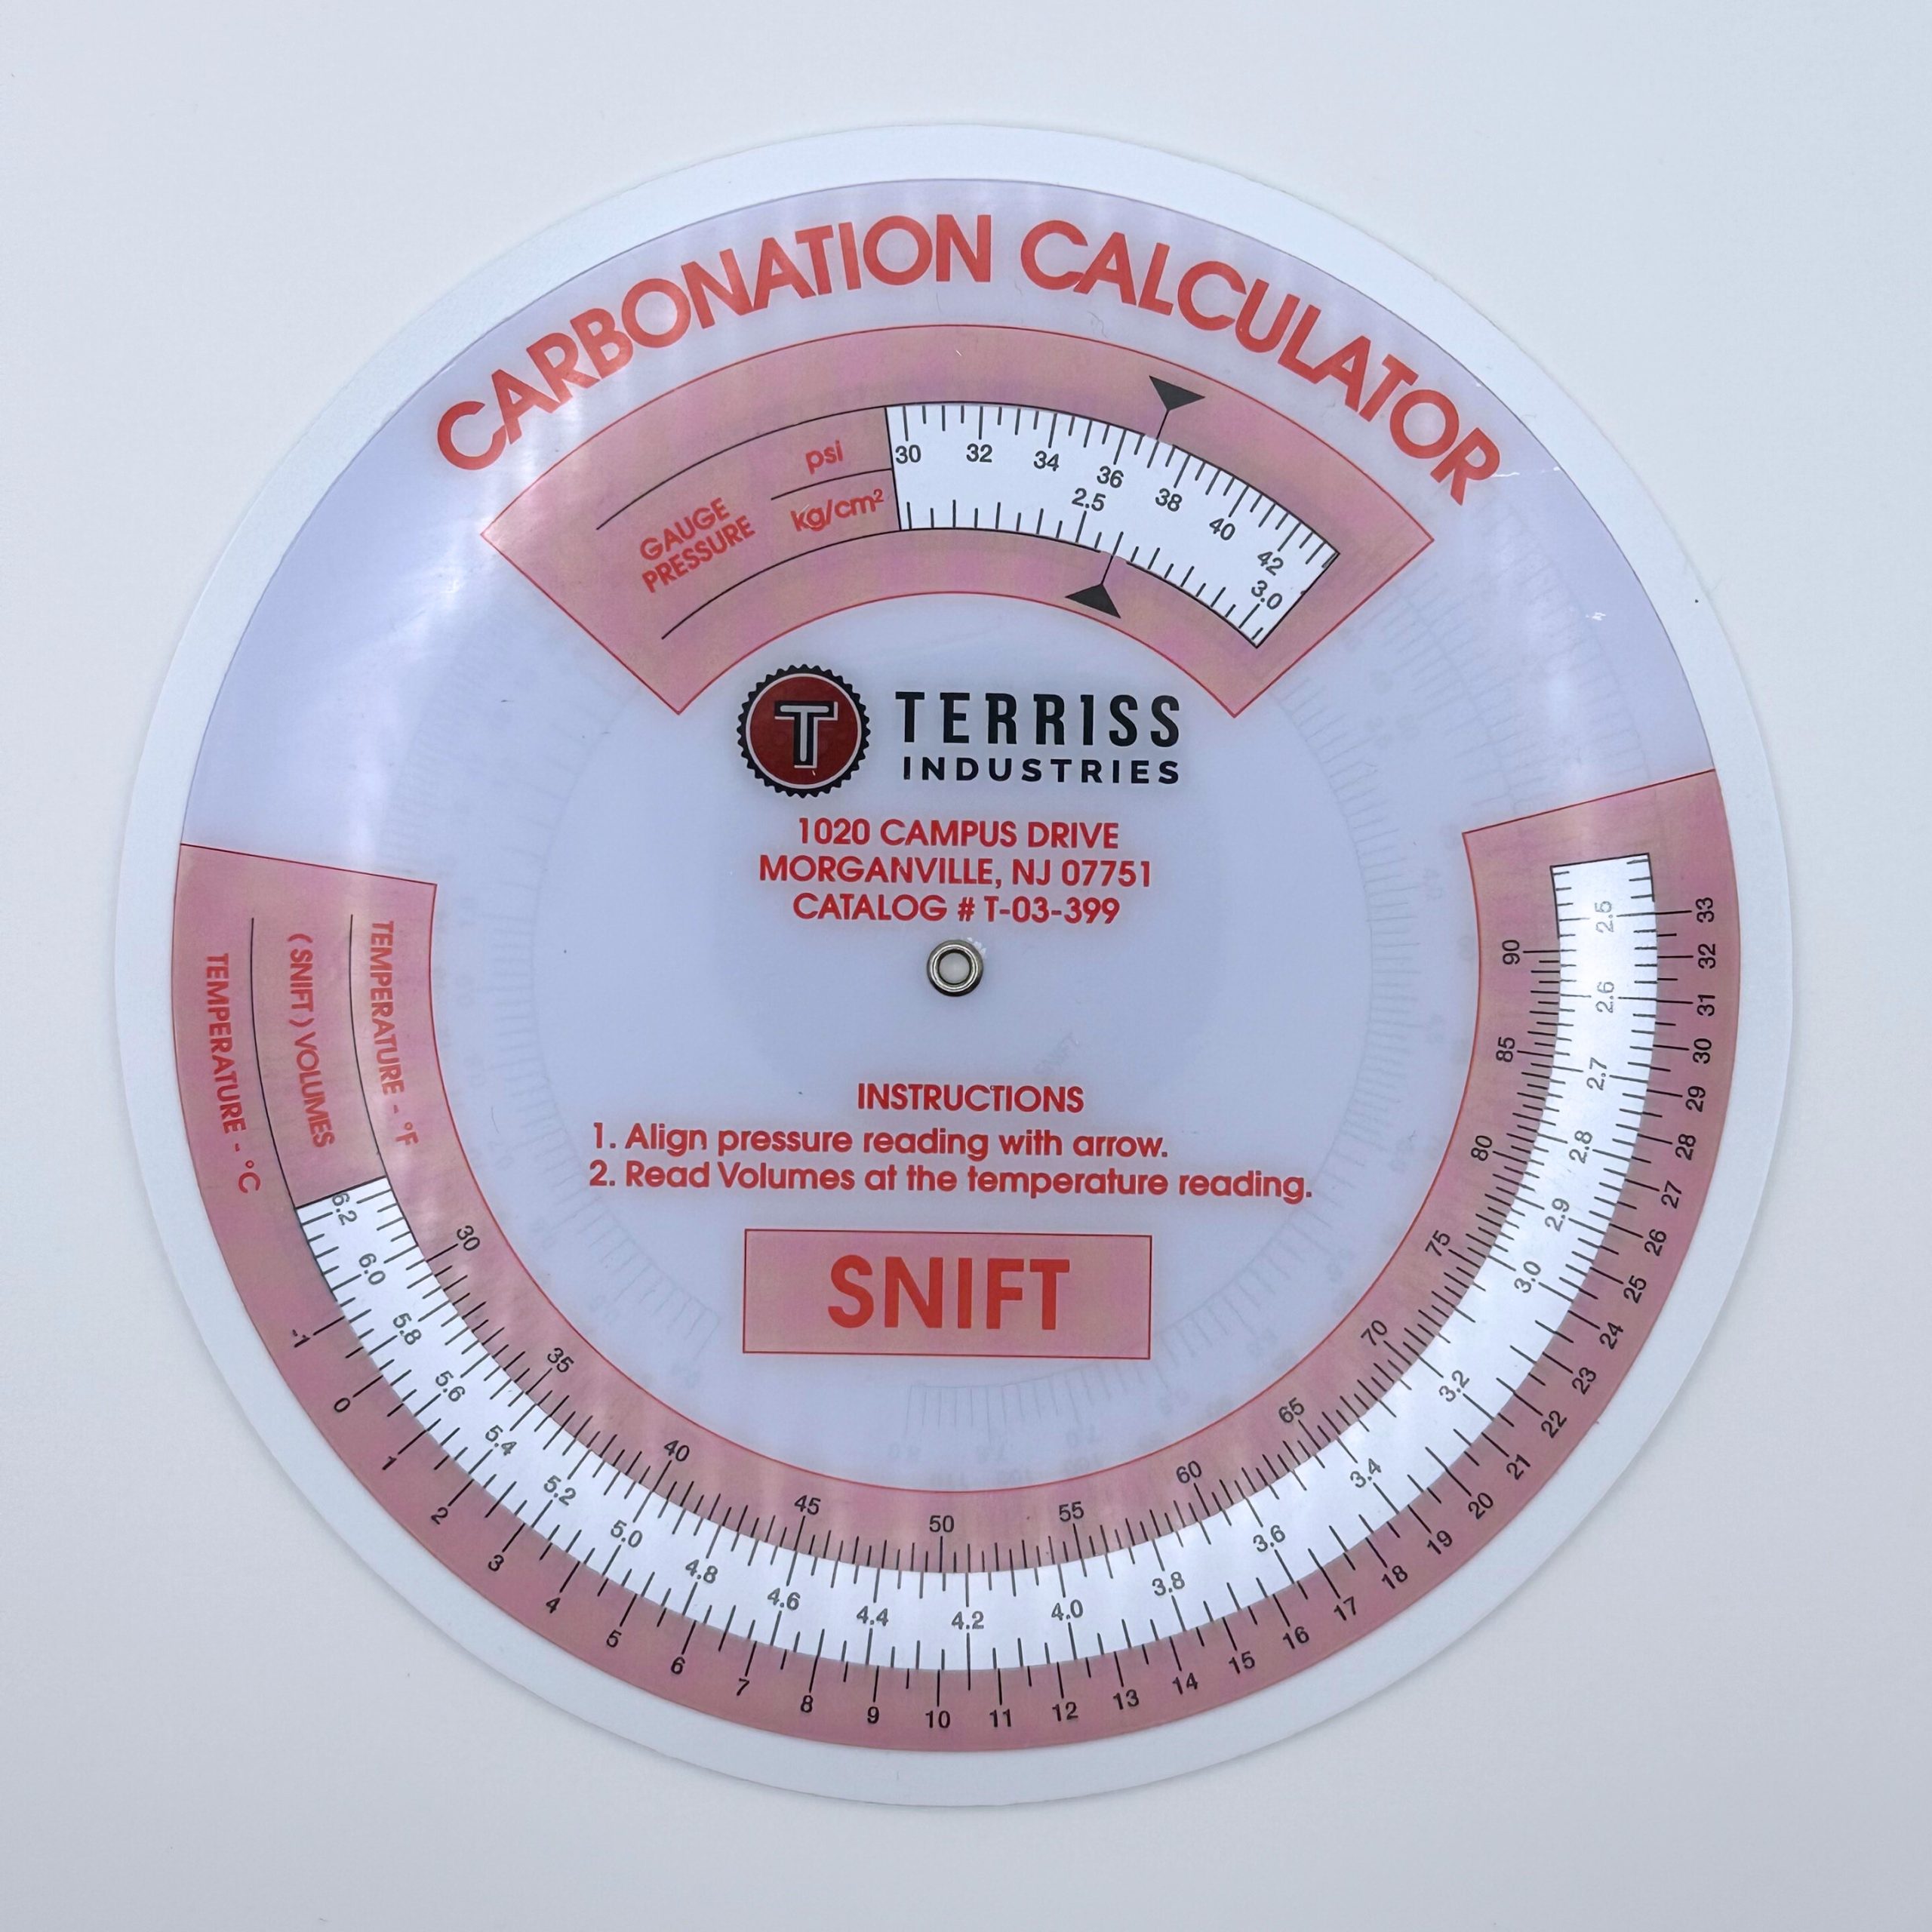 CARBONATION CALCULATOR
psi
kg/cm²
GAUGE
PRESSURE
30 32 34 36 38 40 42
2.5 3.0
T
TERRISS
INDUSTRIES
1020 CAMPUS DRIVE
MORGANVILLE, NJ 07751
CATALOG # T-03-399
INSTRUCTIONS
1. Align pressure reading with arrow.
2. Read Volumes at the temperature reading.
SNIFT
TEMPERATURE - °F
(SNIFT) VOLUMES
TEMPERATURE - °C
30 35 40 45 50 55 60 65 70 75 80 85 90
6.2 6.0 5.8 5.6 5.4 5.2 5.0 4.8 4.6 4.4 4.2 4.0 3.8 3.6 3.4 3.2 3.0 2.9 2.8 2.7 2.6 2.5
-1 0 1 2 3 4 5 6 7 8 9 10 11 12 13 14 15 16 17 18 19 20 21 22 23 24 25 26 27 28 29 30 31 32 33